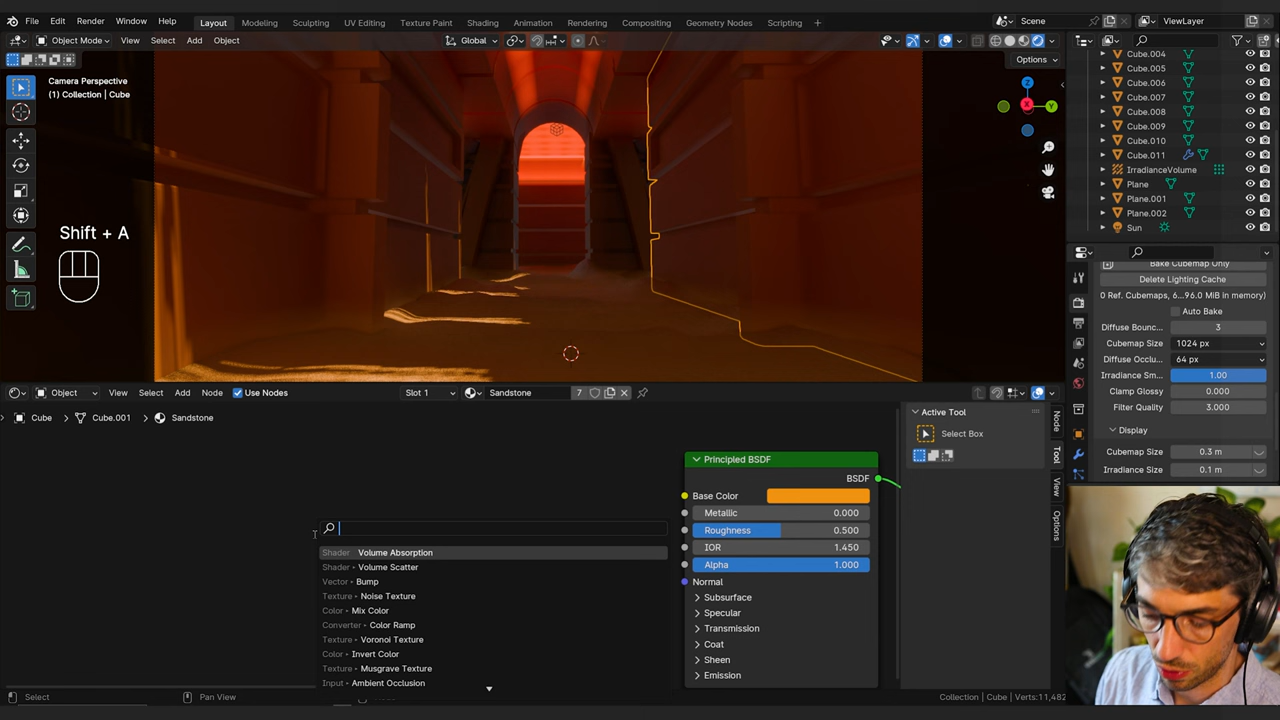 File Edit Render Window Help Layout Modeling Sculpting UV Editing Texture Paint Shading Animation Rendering Compositing Geometry Nodes Scripting + Scene ViewLayer
Object Mode View Select Add Object Global
Options
Camera Perspective
(1) Collection | Cube
Shift + A
Z
Y
X
Cube.004
Cube.005
Cube.006
Cube.007
Cube.008
Cube.009
Cube.010
Cube.011
IrradianceVolume
Plane
Plane.001
Plane.002
Sun
Bake Cubemap Only
Delete Lighting Cache
0 Ref. Cubemaps, 6...96.0 MiB in memory)
Auto Bake
Diffuse Bounc... 3
Cubemap Size 1024 px
Diffuse Occlu... 64 px
Irradiance Sm... 1.00
Clamp Glossy 0.000
Filter Quality 3.000
Display
Cubemap Size 0.3 m
Irradiance Size 0.1 m
Object View Select Add Node Use Nodes Slot 1 Sandstone 7
Cube > Cube.001 > Sandstone
Active Tool
Select Box
Node
Tool
View
Options
Principled BSDF
BSDF
Base Color
Metallic 0.000
Roughness 0.500
IOR 1.450
Alpha 1.000
Normal
Subsurface
Specular
Transmission
Coat
Sheen
Emission
Shader Volume Absorption
Shader Volume Scatter
Vector Bump
Texture Noise Texture
Color Mix Color
Converter Color Ramp
Texture Voronoi Texture
Color Invert Color
Texture Musgrave Texture
Input Ambient Occlusion
Select Pan View Collection | Cube | Verts:11,482